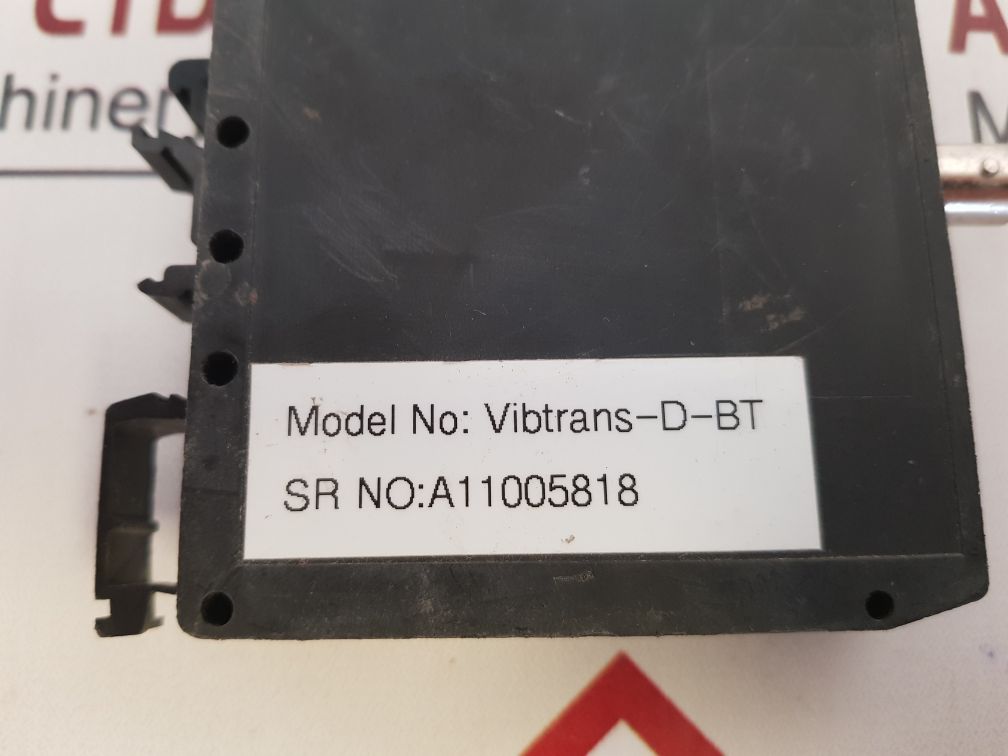 Model No: Vibtrans-D-BT
SR NO:A11005818